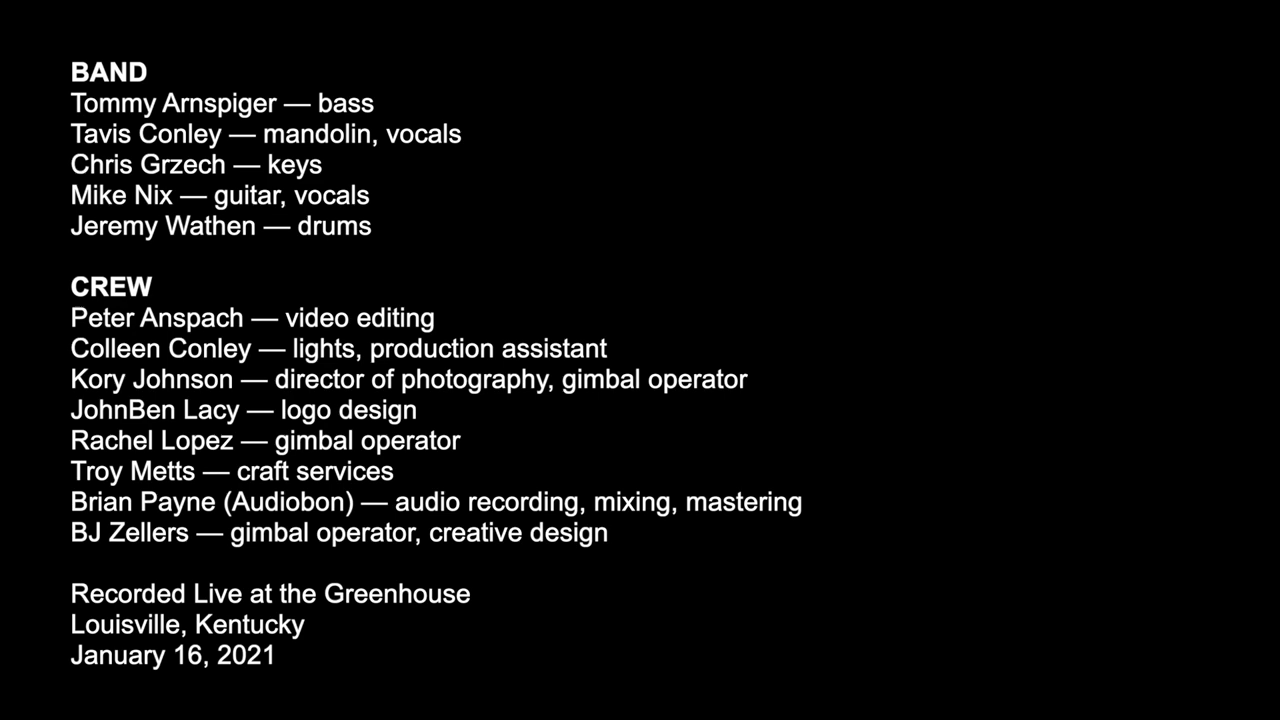 BAND
Tommy Arnspiger — bass
Tavis Conley — mandolin, vocals
Chris Grzech — keys
Mike Nix — guitar, vocals
Jeremy Wathen — drums
CREW
Peter Anspach — video editing
Colleen Conley — lights, production assistant
Kory Johnson — director of photography, gimbal operator
JohnBen Lacy — logo design
Rachel Lopez — gimbal operator
Troy Metts — craft services
Brian Payne (Audiobon) — audio recording, mixing, mastering
BJ Zellers — gimbal operator, creative design
Recorded Live at the Greenhouse
Louisville, Kentucky
January 16, 2021